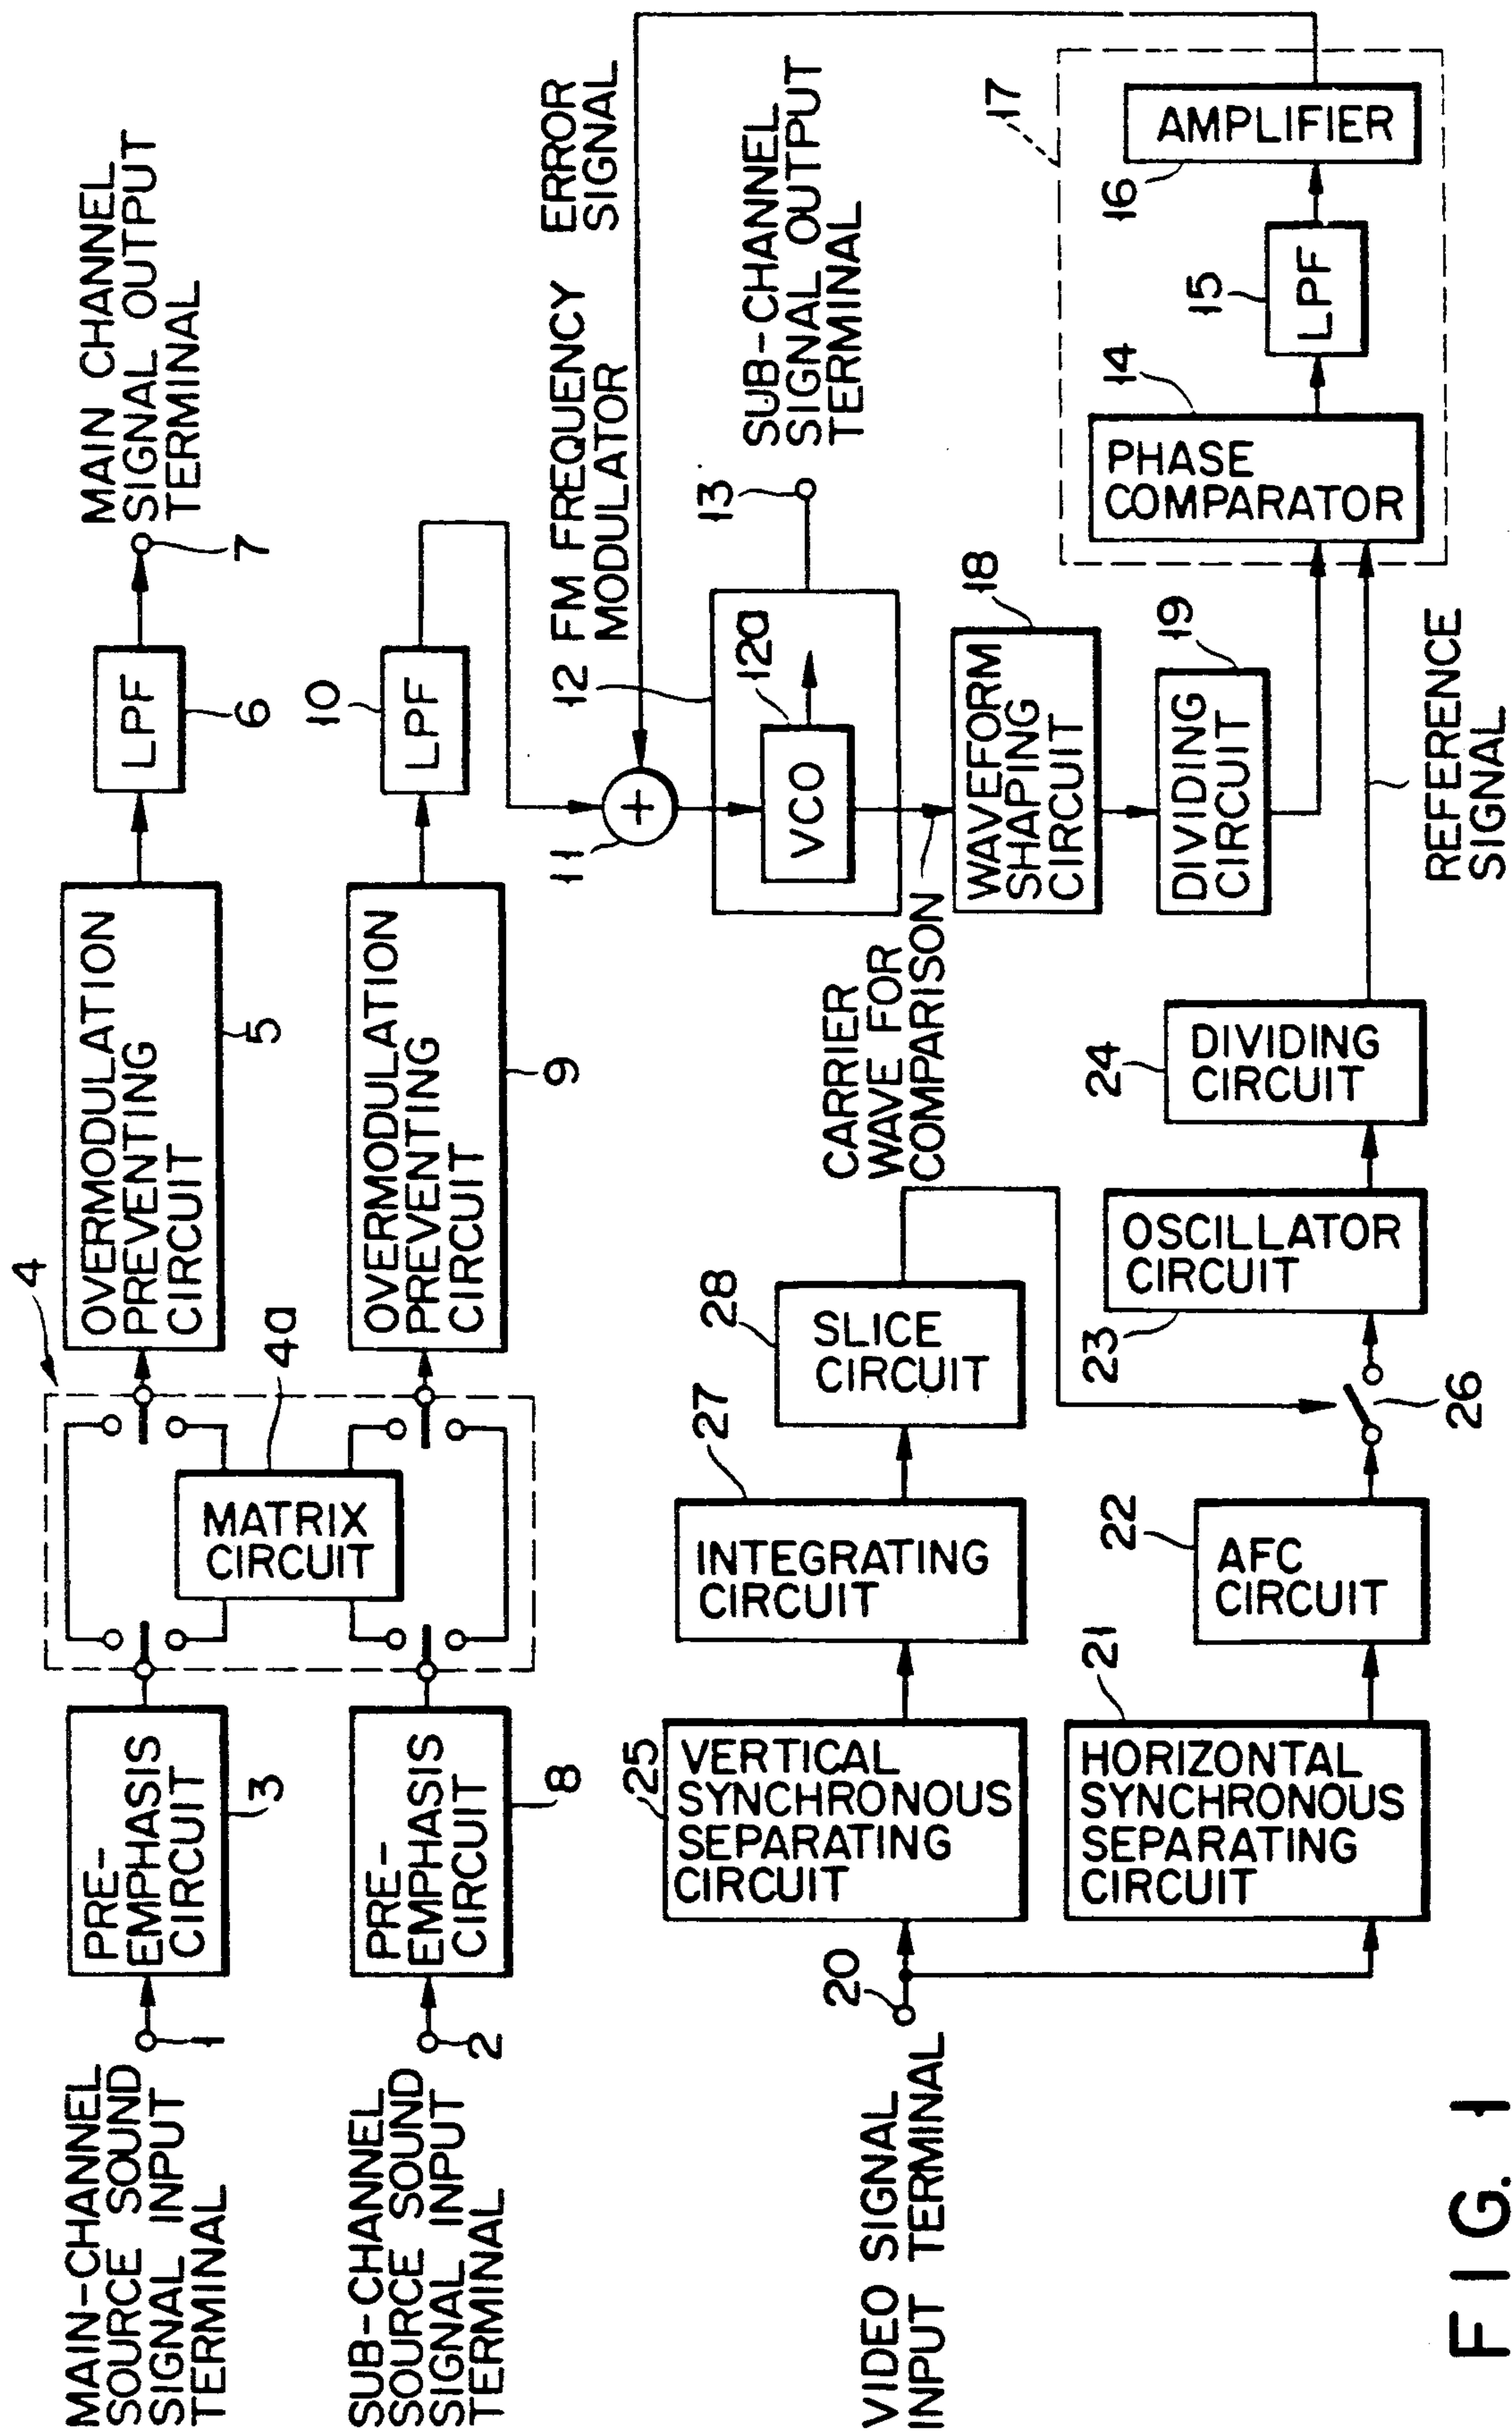 MAIN-CHANNEL
SOURCE SOUND
SIGNAL INPUT
TERMINAL
1
PRE-
EMPHASIS
CIRCUIT
3
4
MATRIX
CIRCUIT
4a
OVERMODULATION
PREVENTING
CIRCUIT
5
LPF
6
7
MAIN CHANNEL
SIGNAL OUTPUT
TERMINAL
SUB-CHANNEL
SOURCE SOUND
SIGNAL INPUT
TERMINAL
2
PRE-
EMPHASIS
CIRCUIT
8
OVERMODULATION
PREVENTING
CIRCUIT
9
LPF
10
11
+
ERROR
SIGNAL
12 FM FREQUENCY
MODULATOR
VCO
12a
13
SUB-CHANNEL
SIGNAL OUTPUT
TERMINAL
CARRIER
WAVE FOR
COMPARISON
WAVEFORM
SHAPING
CIRCUIT
18
DIVIDING
CIRCUIT
19
17
PHASE
COMPARATOR
14
LPF
15
AMPLIFIER
16
VIDEO SIGNAL
INPUT TERMINAL
20
VERTICAL
SYNCHRONOUS
SEPARATING
CIRCUIT
25
INTEGRATING
CIRCUIT
27
SLICE
CIRCUIT
28
HORIZONTAL
SYNCHRONOUS
SEPARATING
CIRCUIT
21
AFC
CIRCUIT
22
26
OSCILLATOR
CIRCUIT
23
DIVIDING
CIRCUIT
24
REFERENCE
SIGNAL
FIG. 1